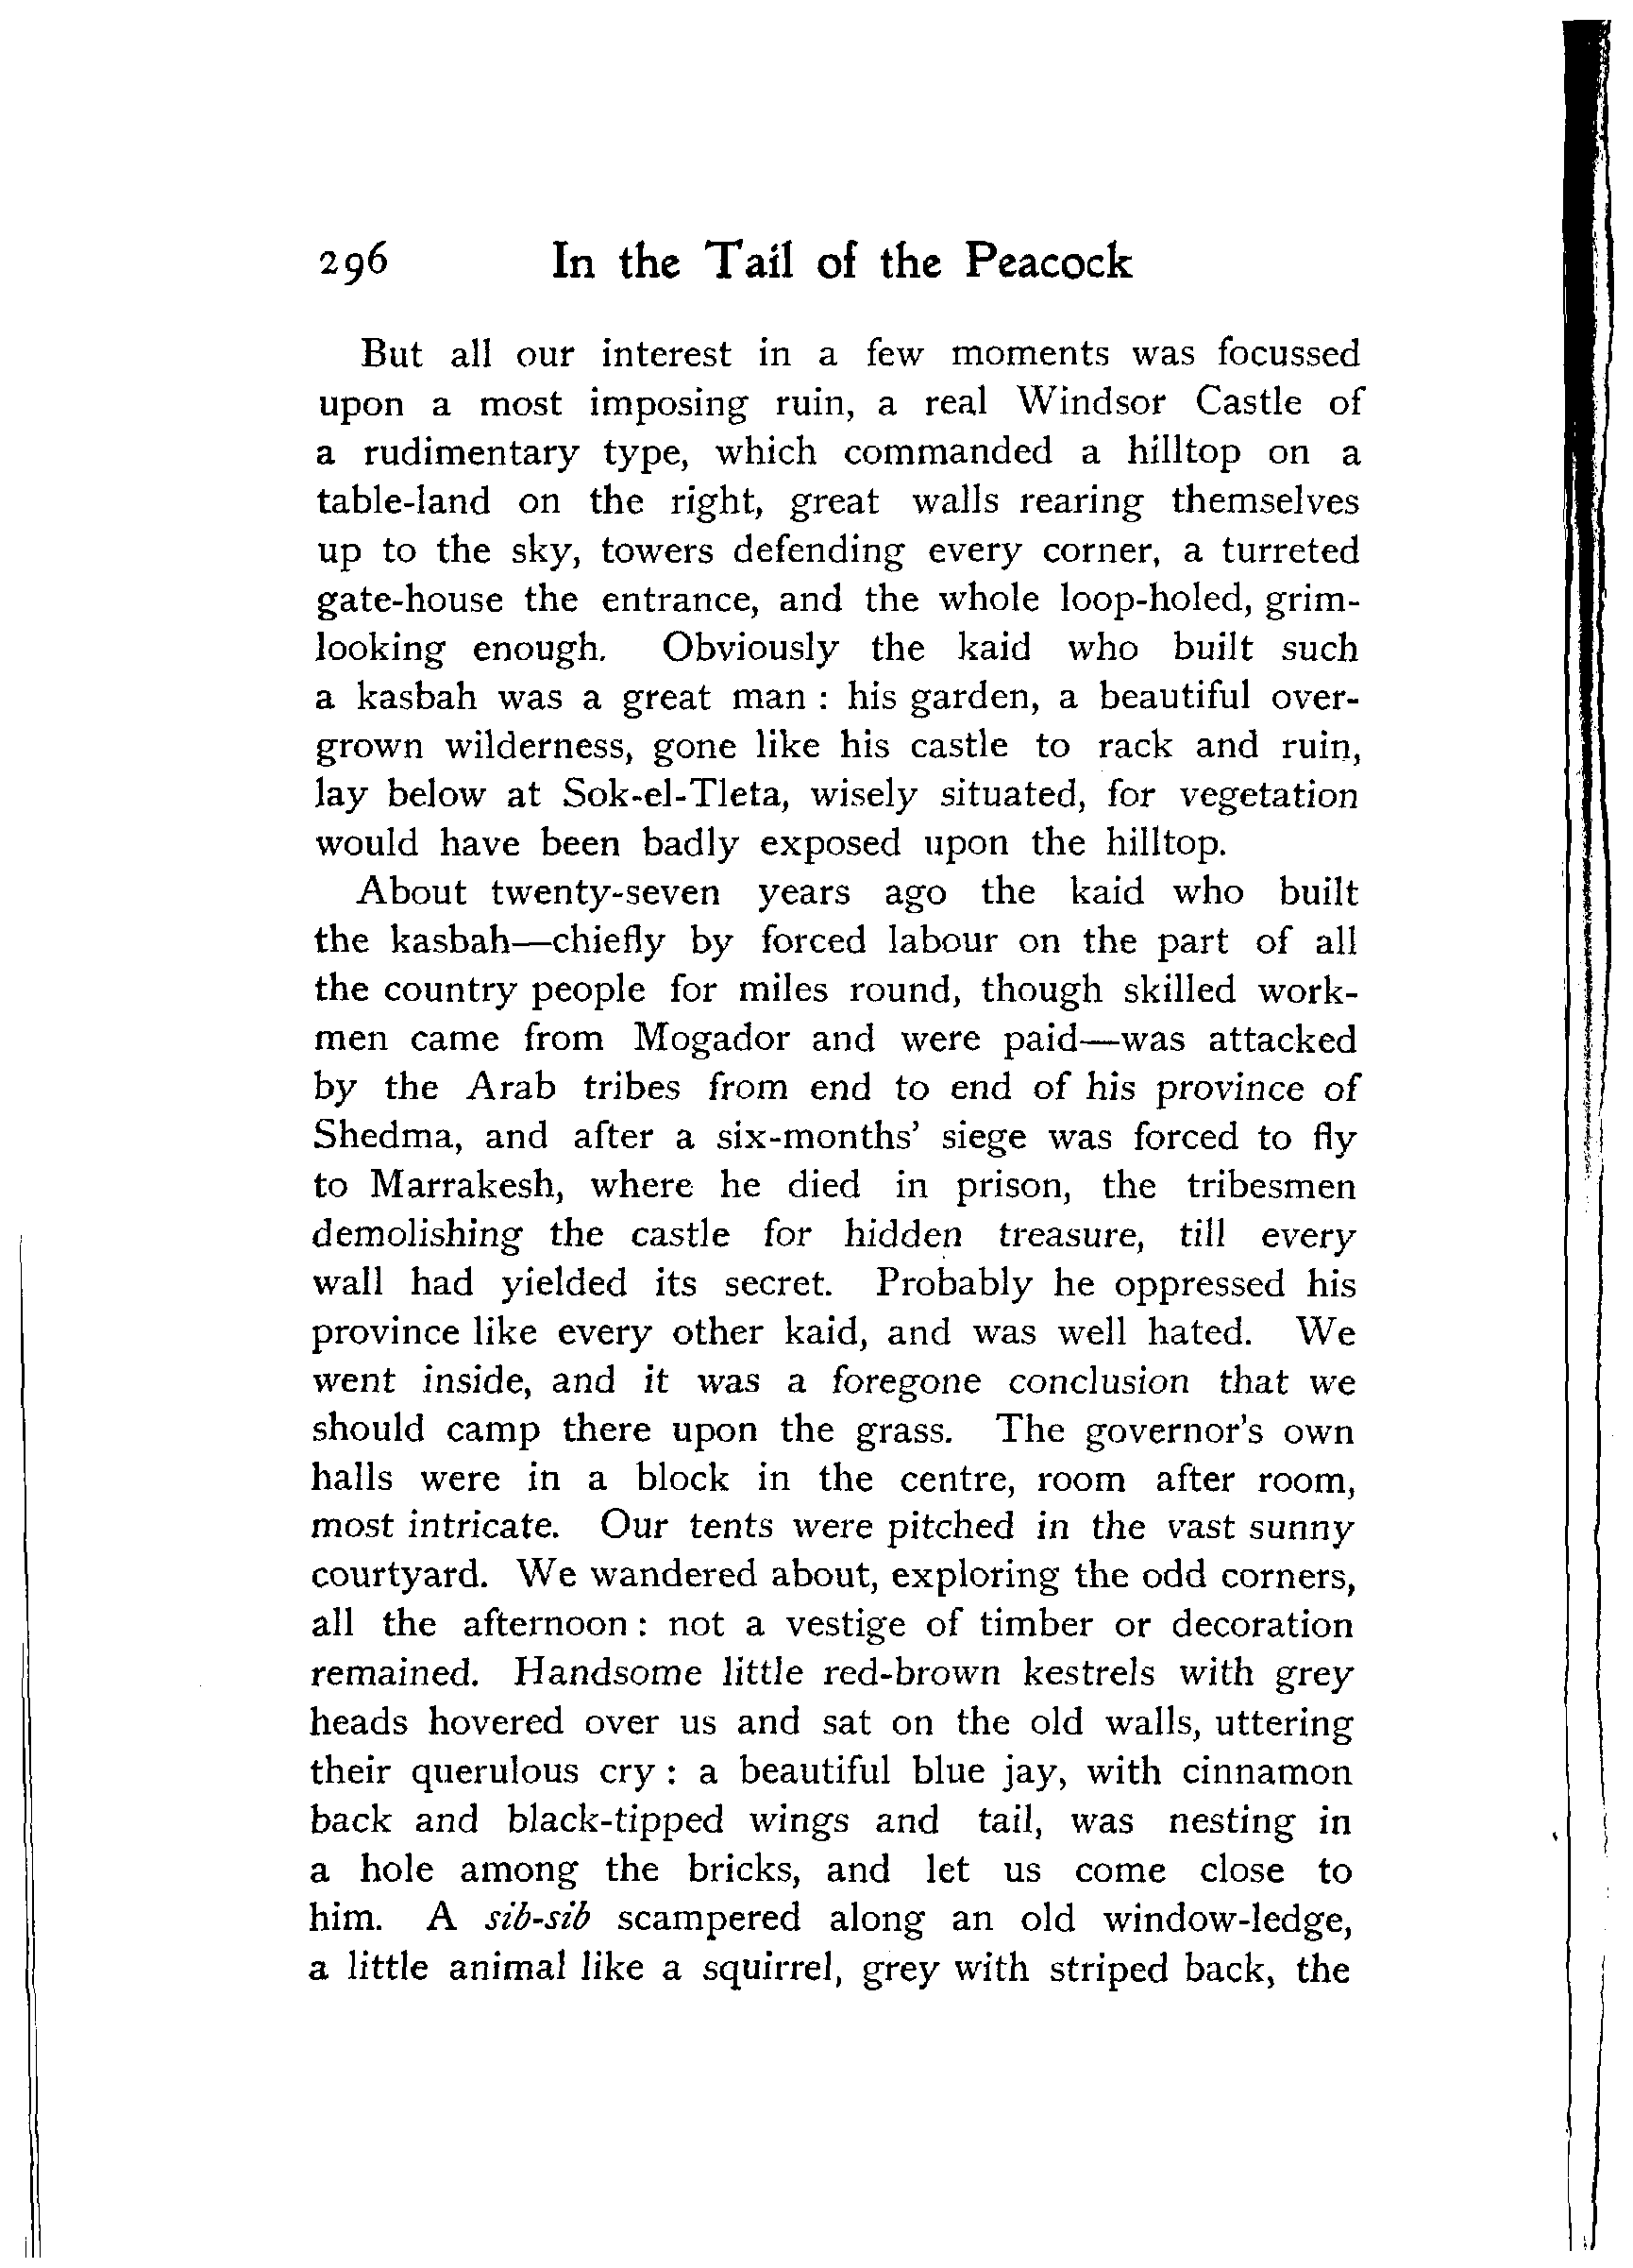 296 In the Tail of the Peacock
But all our interest in a few moments was focussed
upon a most imposing ruin, a real Windsor Castle of
a rudimentary type, which commanded a hilltop on a
table-land on the right, great walls rearing themselves
up to the sky, towers defending every corner, a turreted
gate-house the entrance, and the whole loop-holed, grim-
looking enough. Obviously the kaid who built such
a kasbah was a great man : his garden, a beautiful over-
grown wilderness, gone like his castle to rack and ruin,
lay below at Sok-el-Tleta, wisely situated, for vegetation
would have been badly exposed upon the hilltop.
About twenty-seven years ago the kaid who built
the kasbah—chiefly by forced labour on the part of all
the country people for miles round, though skilled work-
men came from Mogador and were paid—was attacked
by the Arab tribes from end to end of his province of
Shedma, and after a six-months' siege was forced to fly
to Marrakesh, where he died in prison, the tribesmen
demolishing the castle for hidden treasure, till every
wall had yielded its secret. Probably he oppressed his
province like every other kaid, and was well hated. We
went inside, and it was a foregone conclusion that we
should camp there upon the grass. The governor's own
halls were in a block in the centre, room after room,
most intricate. Our tents were pitched in the vast sunny
courtyard. We wandered about, exploring the odd corners,
all the afternoon : not a vestige of timber or decoration
remained. Handsome little red-brown kestrels with grey
heads hovered over us and sat on the old walls, uttering
their querulous cry : a beautiful blue jay, with cinnamon
back and black-tipped wings and tail, was nesting in
a hole among the bricks, and let us come close to
him. A sib-sib scampered along an old window-ledge,
a little animal like a squirrel, grey with striped back, the